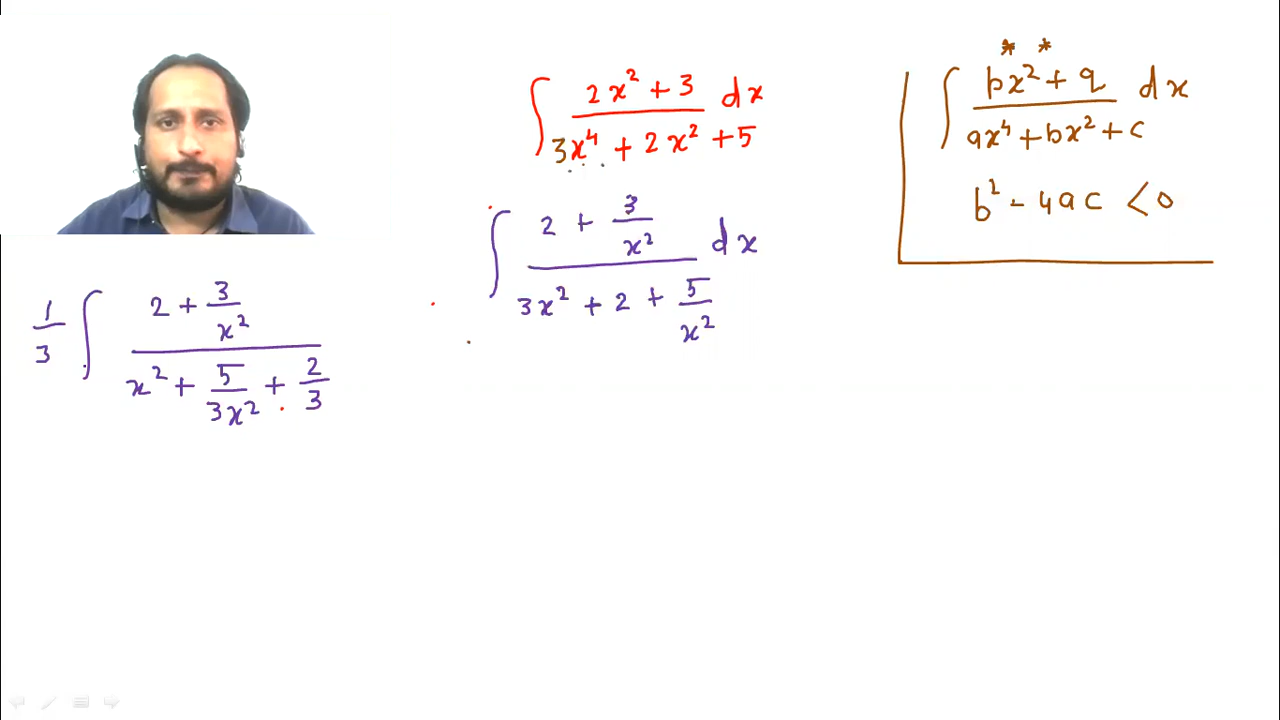 ∫ (2x² + 3)/(3x⁴ + 2x² + 5) dx
∫ (2 + 3/x²)/(3x² + 2 + 5/x²) dx
1/3 ∫ (2 + 3/x²)/(x² + 5/3x² + 2/3)
* *
∫ (px² + q)/(ax⁴ + bx² + c) dx
b² - 4ac < 0